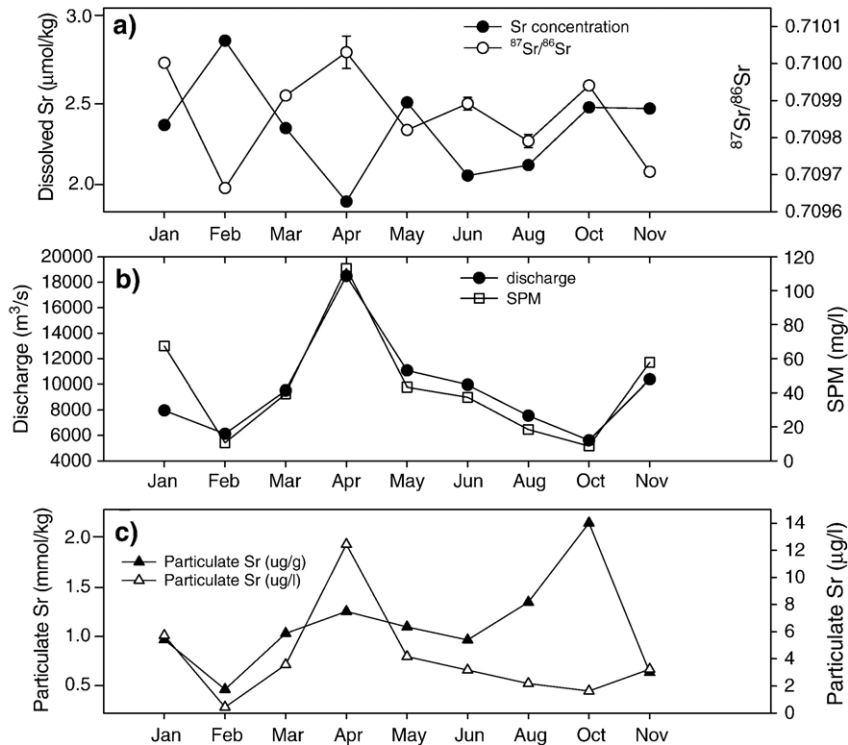 a)
Sr concentration
⁸⁷Sr/⁸⁶Sr
Dissolved Sr (μmol/kg)
3.0
2.5
2.0
⁸⁷Sr/⁸⁶Sr
0.7101
0.7100
0.7099
0.7098
0.7097
0.7096
Jan Feb Mar Apr May Jun Aug Oct Nov
b)
discharge
SPM
Discharge (m³/s)
20000
18000
16000
14000
12000
10000
8000
6000
4000
SPM (mg/l)
120
100
80
60
40
20
0
Jan Feb Mar Apr May Jun Aug Oct Nov
c)
Particulate Sr (ug/g)
Particulate Sr (ug/l)
Particulate Sr (mmol/kg)
2.0
1.5
1.0
0.5
Particulate Sr (μg/l)
14
12
10
8
6
4
2
0
Jan Feb Mar Apr May Jun Aug Oct Nov